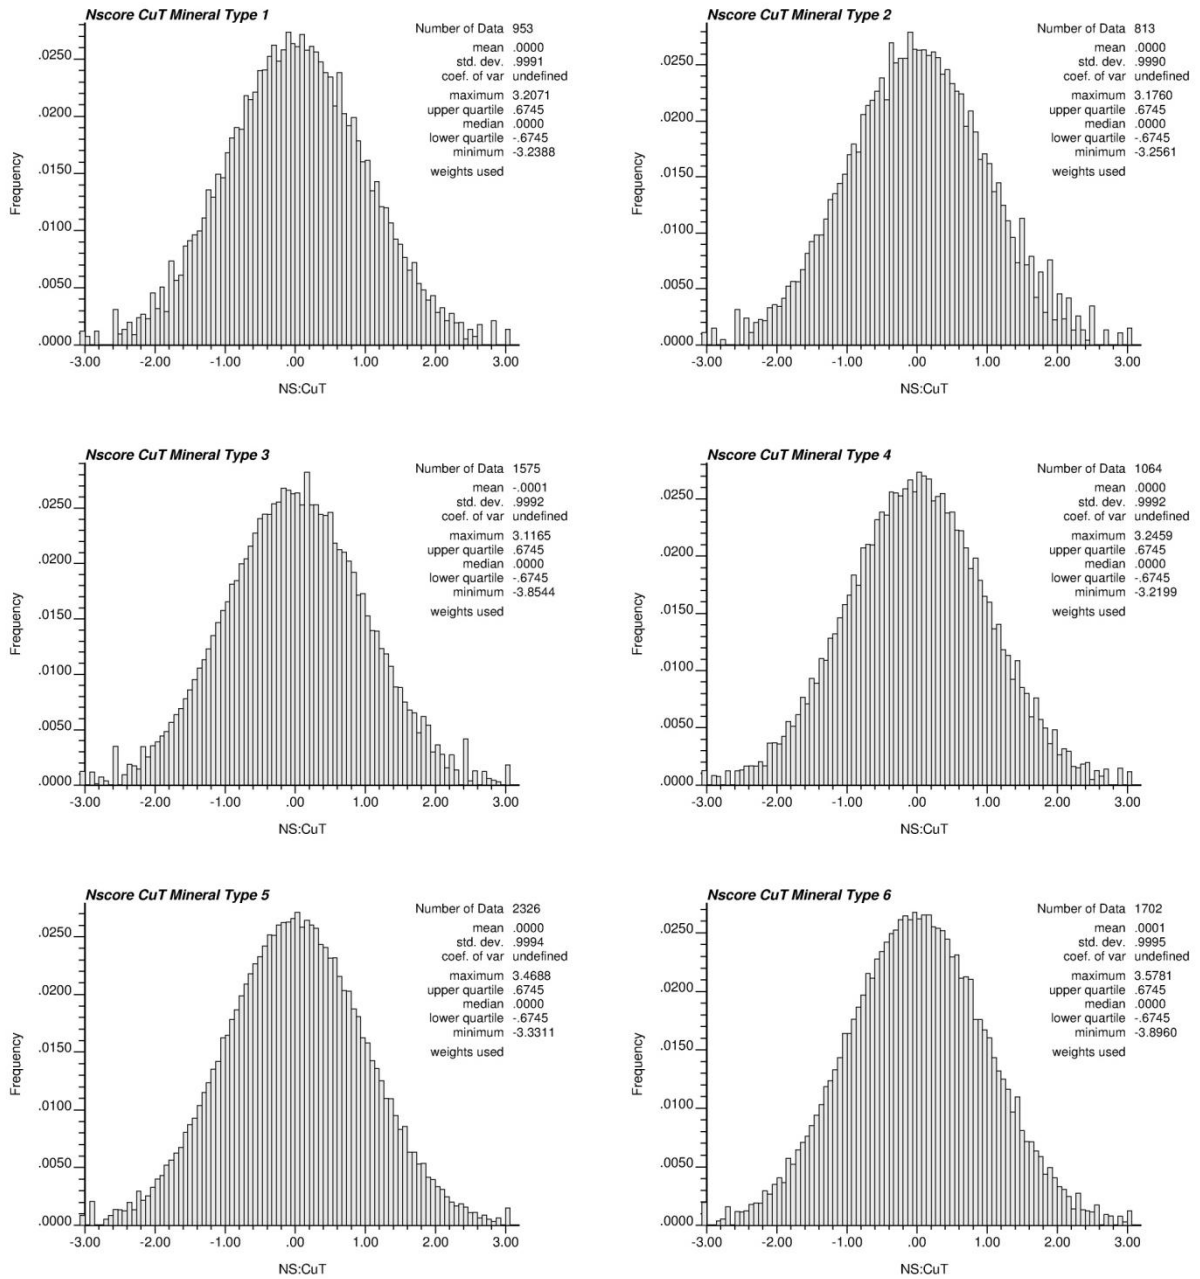 Nscore CuT Mineral Type 1
Number of Data 953
mean .0000
std. dev. .9991
coef. of var undefined
maximum 3.2071
upper quartile .6745
median .0000
lower quartile -.6745
minimum -3.2388
weights used
Frequency
.0250
.0200
.0150
.0100
.0050
.0000
-3.00 -2.00 -1.00 .00 1.00 2.00 3.00
NS:CuT
Nscore CuT Mineral Type 2
Number of Data 813
mean .0000
std. dev. .9990
coef. of var undefined
maximum 3.1760
upper quartile .6745
median .0000
lower quartile -.6745
minimum -3.2561
weights used
Frequency
.0250
.0200
.0150
.0100
.0050
.0000
-3.00 -2.00 -1.00 .00 1.00 2.00 3.00
NS:CuT
Nscore CuT Mineral Type 3
Number of Data 1575
mean -.0001
std. dev. .9992
coef. of var undefined
maximum 3.1165
upper quartile .6745
median .0000
lower quartile -.6745
minimum -3.8544
weights used
Frequency
.0250
.0200
.0150
.0100
.0050
.0000
-3.00 -2.00 -1.00 .00 1.00 2.00 3.00
NS:CuT
Nscore CuT Mineral Type 4
Number of Data 1064
mean .0000
std. dev. .9992
coef. of var undefined
maximum 3.2459
upper quartile .6745
median .0000
lower quartile -.6745
minimum -3.2199
weights used
Frequency
.0250
.0200
.0150
.0100
.0050
.0000
-3.00 -2.00 -1.00 .00 1.00 2.00 3.00
NS:CuT
Nscore CuT Mineral Type 5
Number of Data 2326
mean .0000
std. dev. .9994
coef. of var undefined
maximum 3.4688
upper quartile .6745
median .0000
lower quartile -.6745
minimum -3.3311
weights used
Frequency
.0250
.0200
.0150
.0100
.0050
.0000
-3.00 -2.00 -1.00 .00 1.00 2.00 3.00
NS:CuT
Nscore CuT Mineral Type 6
Number of Data 1702
mean .0001
std. dev. .9995
coef. of var undefined
maximum 3.5781
upper quartile .6745
median .0000
lower quartile -.6745
minimum -3.8960
weights used
Frequency
.0250
.0200
.0150
.0100
.0050
.0000
-3.00 -2.00 -1.00 .00 1.00 2.00 3.00
NS:CuT